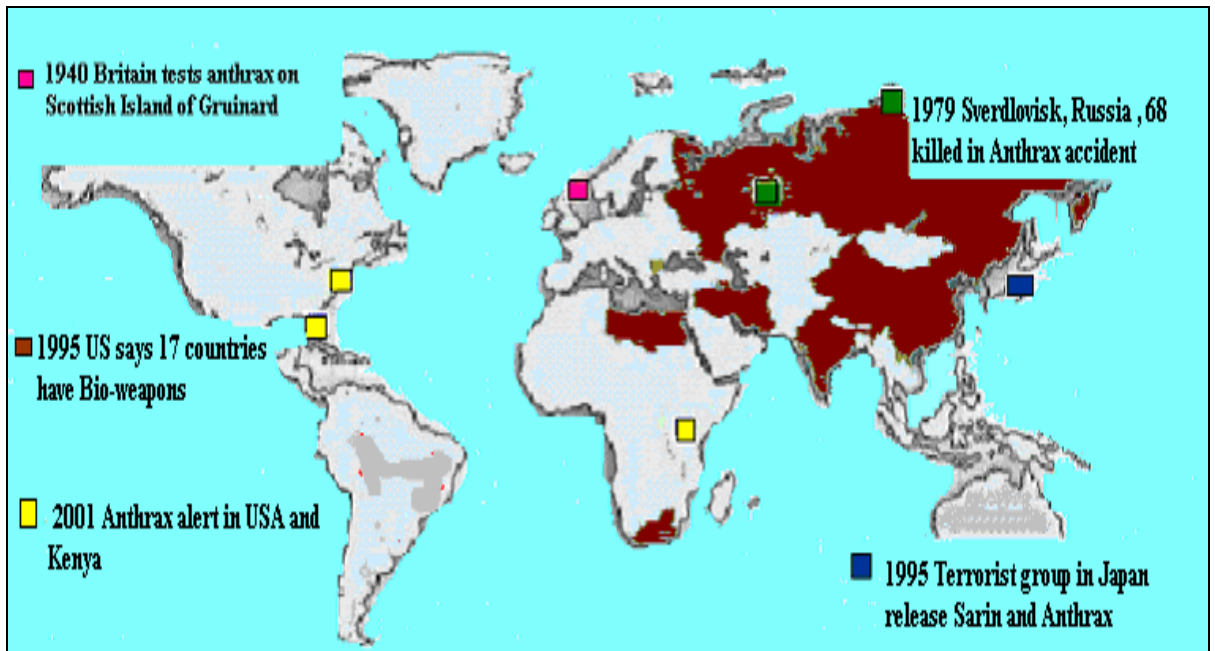 1940 Britain tests anthrax on
Scottish Island of Gruinard
1979 Sverdlovisk, Russia , 68
killed in Anthrax accident
1995 US says 17 countries
have Bio-weapons
2001 Anthrax alert in USA and
Kenya
1995 Terrorist group in Japan
release Sarin and Anthrax